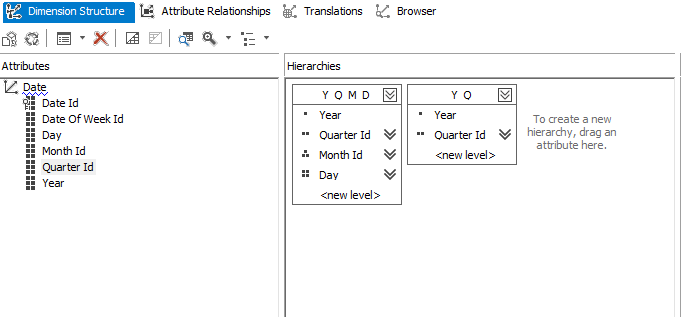 Dimension Structure Attribute Relationships Translations Browser
Attributes
Date
Date Id
Date Of Week Id
Day
Month Id
Quarter Id
Year
Hierarchies
Y Q M D
Year
Quarter Id
Month Id
Day
<new level>
Y Q
Year
Quarter Id
<new level>
To create a new
hierarchy, drag an
attribute here.